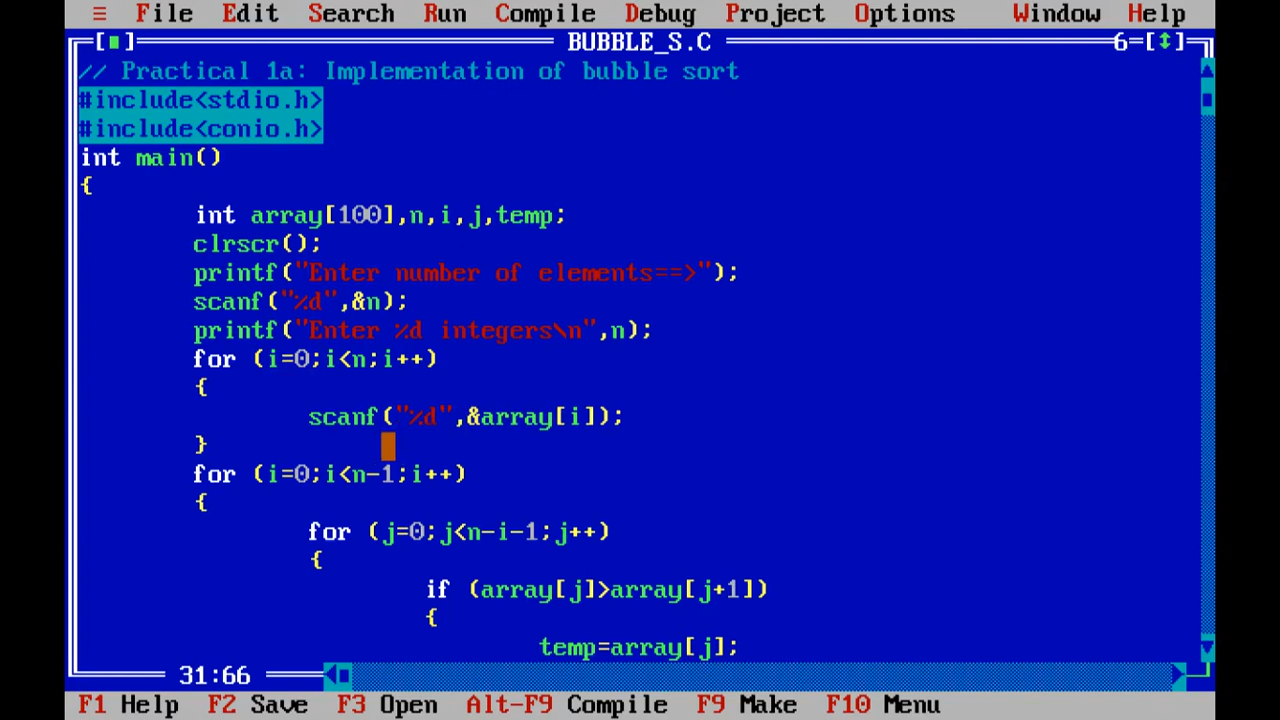 ≡ File Edit Search Run Compile Debug Project Options Window Help
[■] BUBBLE_S.C 6=[↕]
// Practical 1a: Implementation of bubble sort
#include<stdio.h>
#include<conio.h>
int main()
{
int array[100],n,i,j,temp;
clrscr();
printf("Enter number of elements==>");
scanf("%d",&n);
printf("Enter %d integers\n",n);
for (i=0;i<n;i++)
{
scanf("%d",&array[i]);
}
for (i=0;i<n-1;i++)
{
for (j=0;j<n-i-1;j++)
{
if (array[j]>array[j+1])
{
temp=array[j];
31:66
F1 Help F2 Save F3 Open Alt-F9 Compile F9 Make F10 Menu